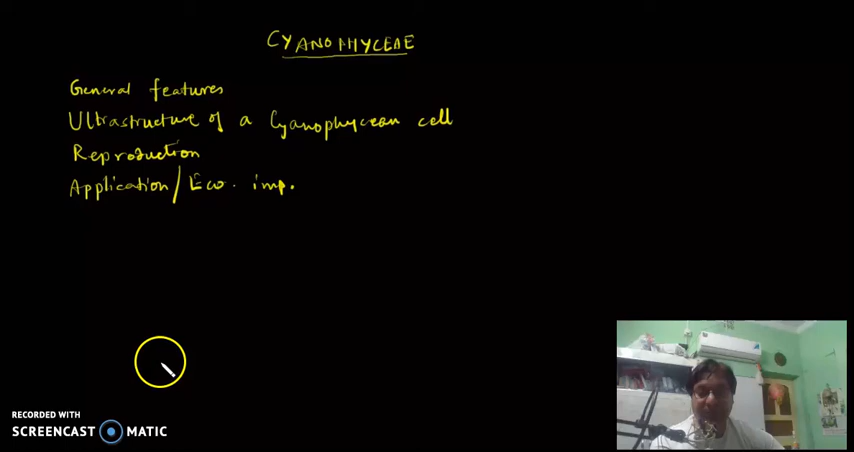 CYANOPHYCEAE
General features
Ultrastructure of a Cyanophycean cell
Reproduction
Application/Eco. imp.
RECORDED WITH
SCREENCAST MATIC